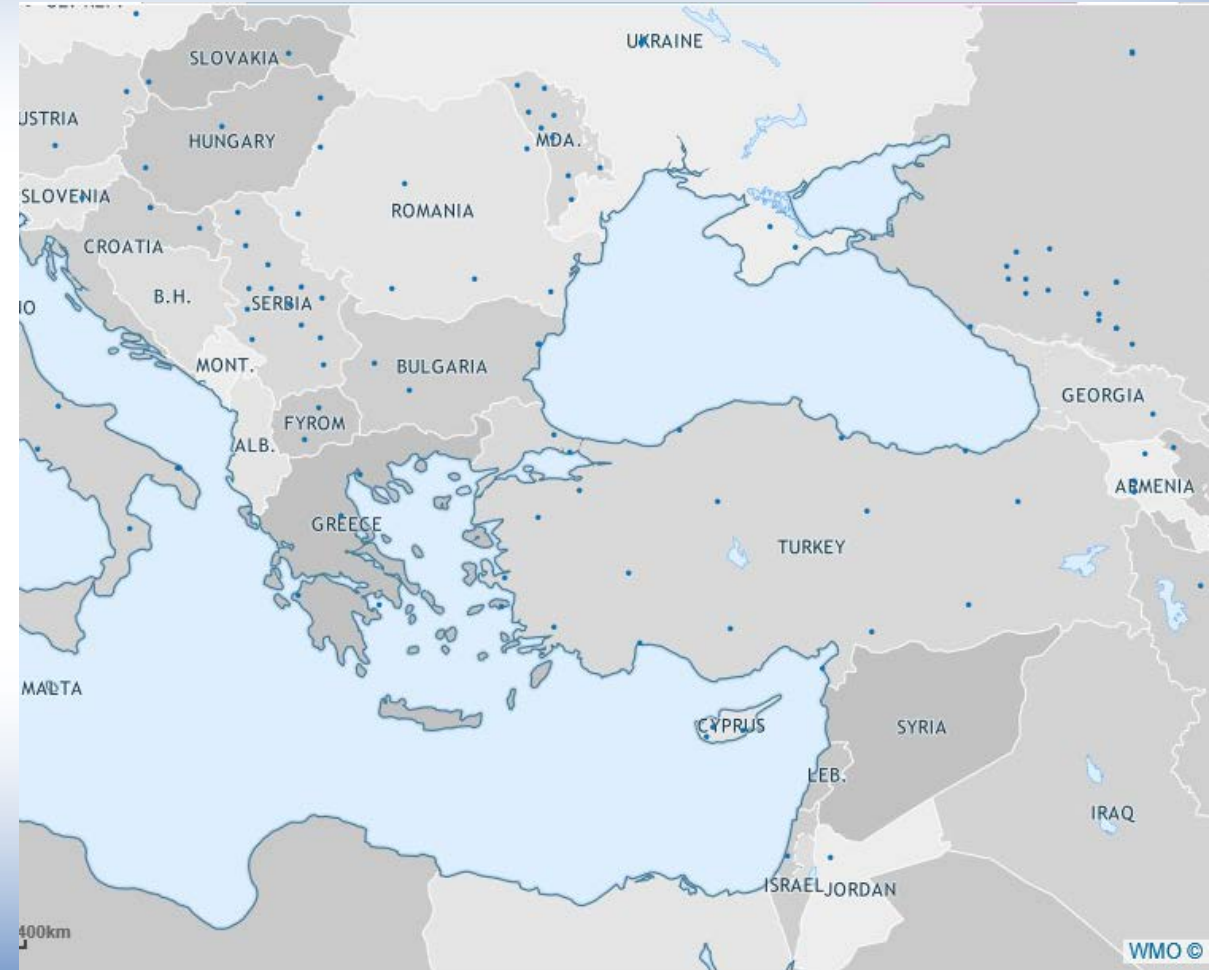 SLOVAKIA
UKRAINE
USTRIA
HUNGARY
MDA.
SLOVENIA
ROMANIA
CROATIA
B.H.
SERBIA
MONT.
BULGARIA
GEORGIA
FYROM
ALB.
ARMENIA
GREECE
TURKEY
MALTA
CYPRUS
SYRIA
LEB.
IRAQ
ISRAEL
JORDAN
400km
WMO ©